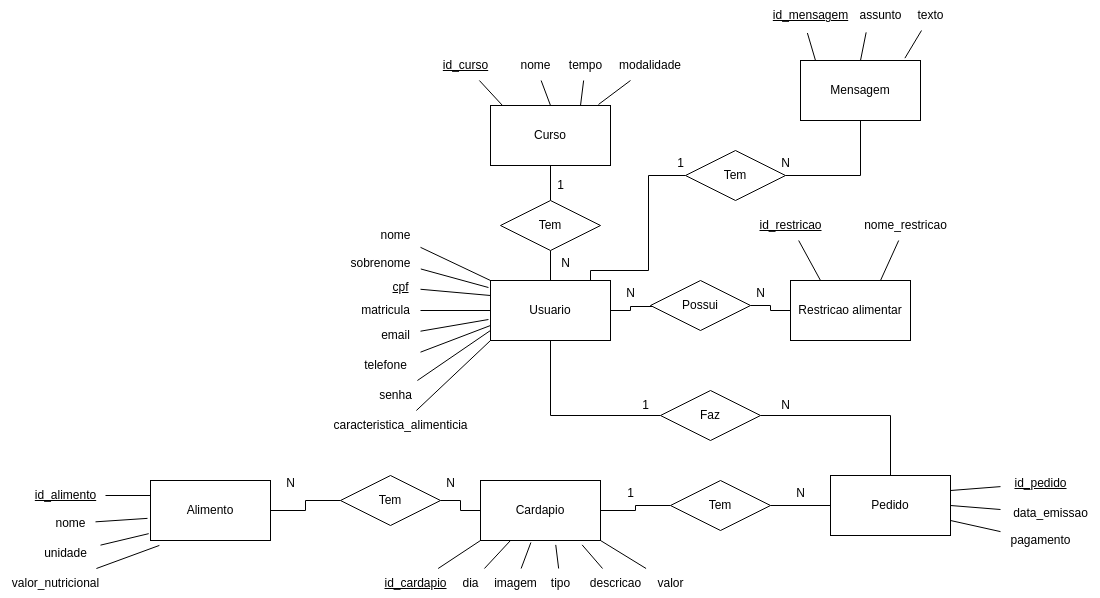 id_mensagem assunto texto
Mensagem
id_curso nome tempo modalidade
Curso
1
Tem
N
1
Tem
N
id_restricao nome_restricao
Restricao alimentar
nome
sobrenome
cpf
matricula
email
telefone
senha
caracteristica_alimenticia
Usuario
N
Possui
N
1
Faz
N
id_alimento
nome
unidade
valor_nutricional
Alimento
N
Tem
N
Cardapio
id_cardapio dia imagem tipo descricao valor
1
Tem
N
Pedido
id_pedido
data_emissao
pagamento